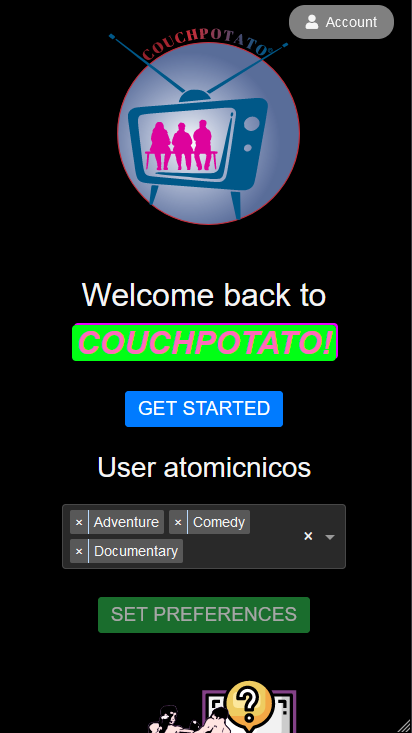 Account
COUCHPOTATO
Welcome back to
COUCHPOTATO!
GET STARTED
User atomicnicos
× Adventure × Comedy ×
× Documentary
SET PREFERENCES
?